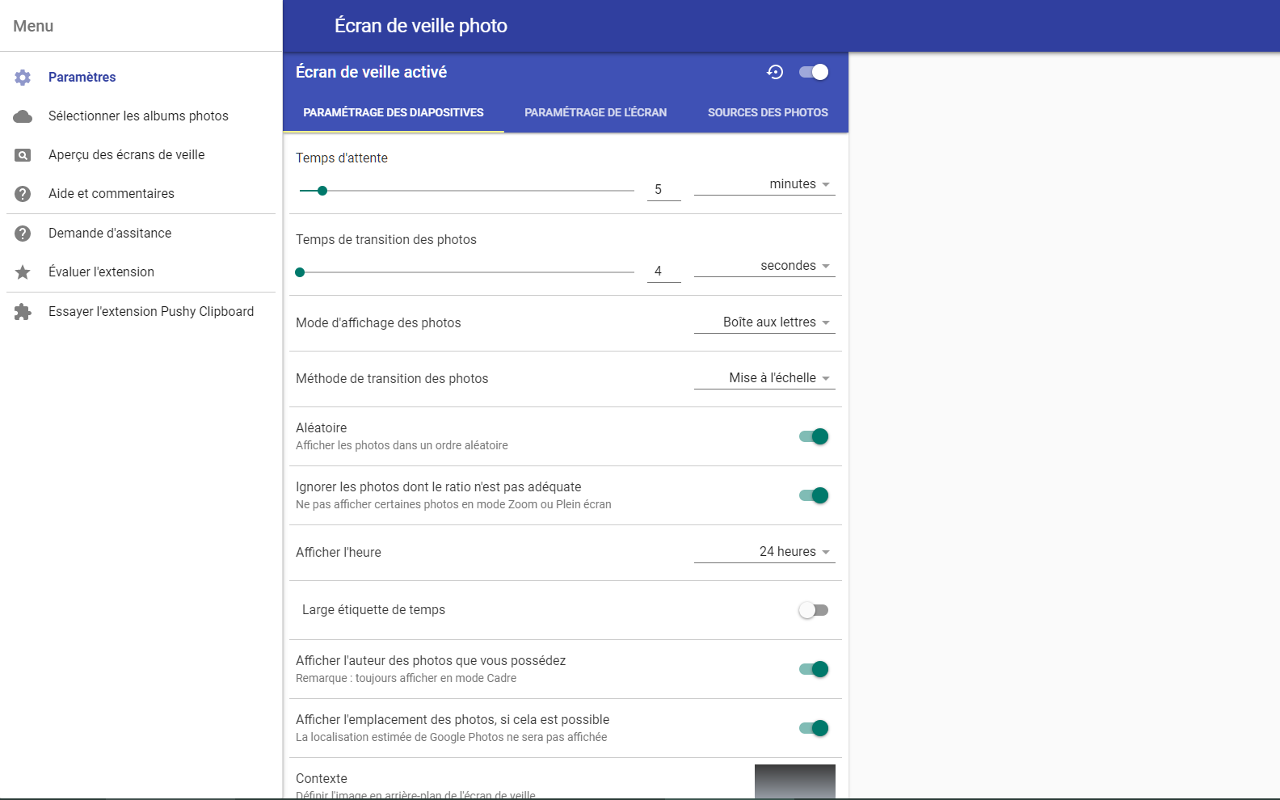 Menu
Écran de veille photo
Paramètres
Sélectionner les albums photos
Aperçu des écrans de veille
Aide et commentaires
Demande d'assitance
Évaluer l'extension
Essayer l'extension Pushy Clipboard
Écran de veille activé
PARAMÉTRAGE DES DIAPOSITIVES PARAMÉTRAGE DE L'ÉCRAN SOURCES DES PHOTOS
Temps d'attente
5 minutes
Temps de transition des photos
4 secondes
Mode d'affichage des photos Boîte aux lettres
Méthode de transition des photos Mise à l'échelle
Aléatoire
Afficher les photos dans un ordre aléatoire
Ignorer les photos dont le ratio n'est pas adéquate
Ne pas afficher certaines photos en mode Zoom ou Plein écran
Afficher l'heure 24 heures
Large étiquette de temps
Afficher l'auteur des photos que vous possédez
Remarque : toujours afficher en mode Cadre
Afficher l'emplacement des photos, si cela est possible
La localisation estimée de Google Photos ne sera pas affichée
Contexte
Définir l'image en arrière-plan de l'écran de veille